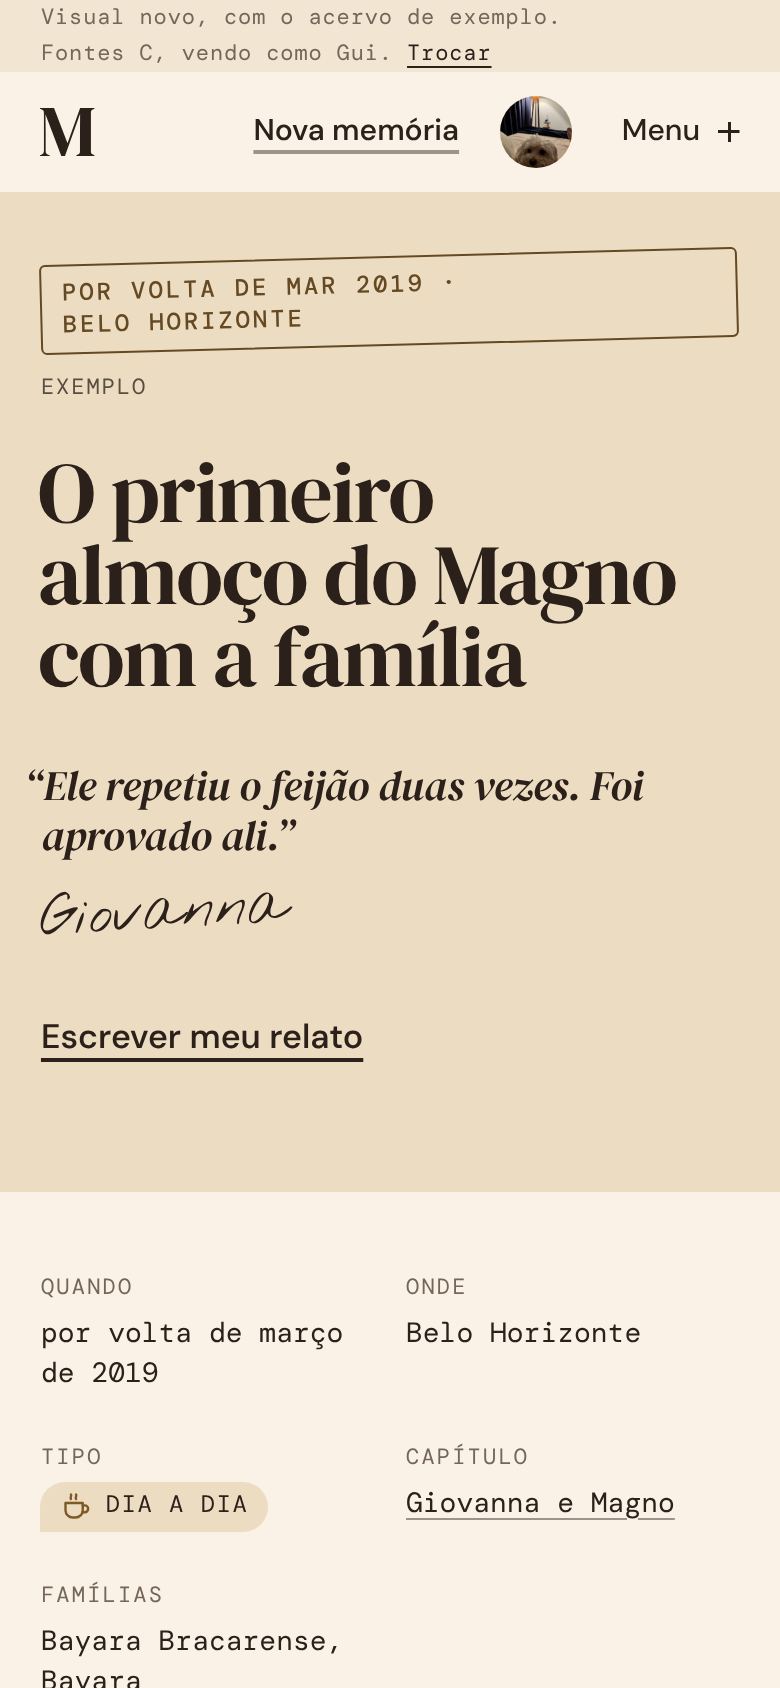 Visual novo, com o acervo de exemplo.
Fontes C, vendo como Gui. Trocar
M
Nova memória
Menu +
POR VOLTA DE MAR 2019 ·
BELO HORIZONTE
EXEMPLO
O primeiro
almoço do Magno
com a família
“Ele repetiu o feijão duas vezes. Foi
aprovado ali.”
Giovanna
Escrever meu relato
QUANDO
por volta de março
de 2019
ONDE
Belo Horizonte
TIPO
DIA A DIA
CAPÍTULO
Giovanna e Magno
FAMÍLIAS
Bayara Bracarense,
Bayara